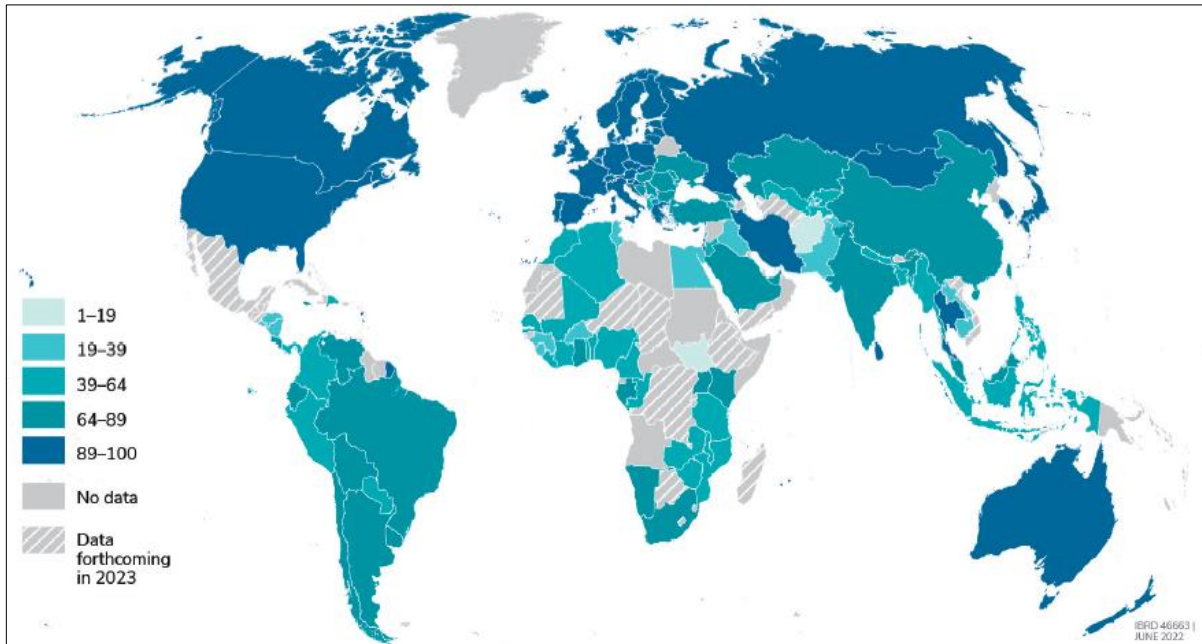 1–19
19–39
39–64
64–89
89–100
No data
Data
forthcoming
in 2023
IBRD 46663 |
JUNE 2022